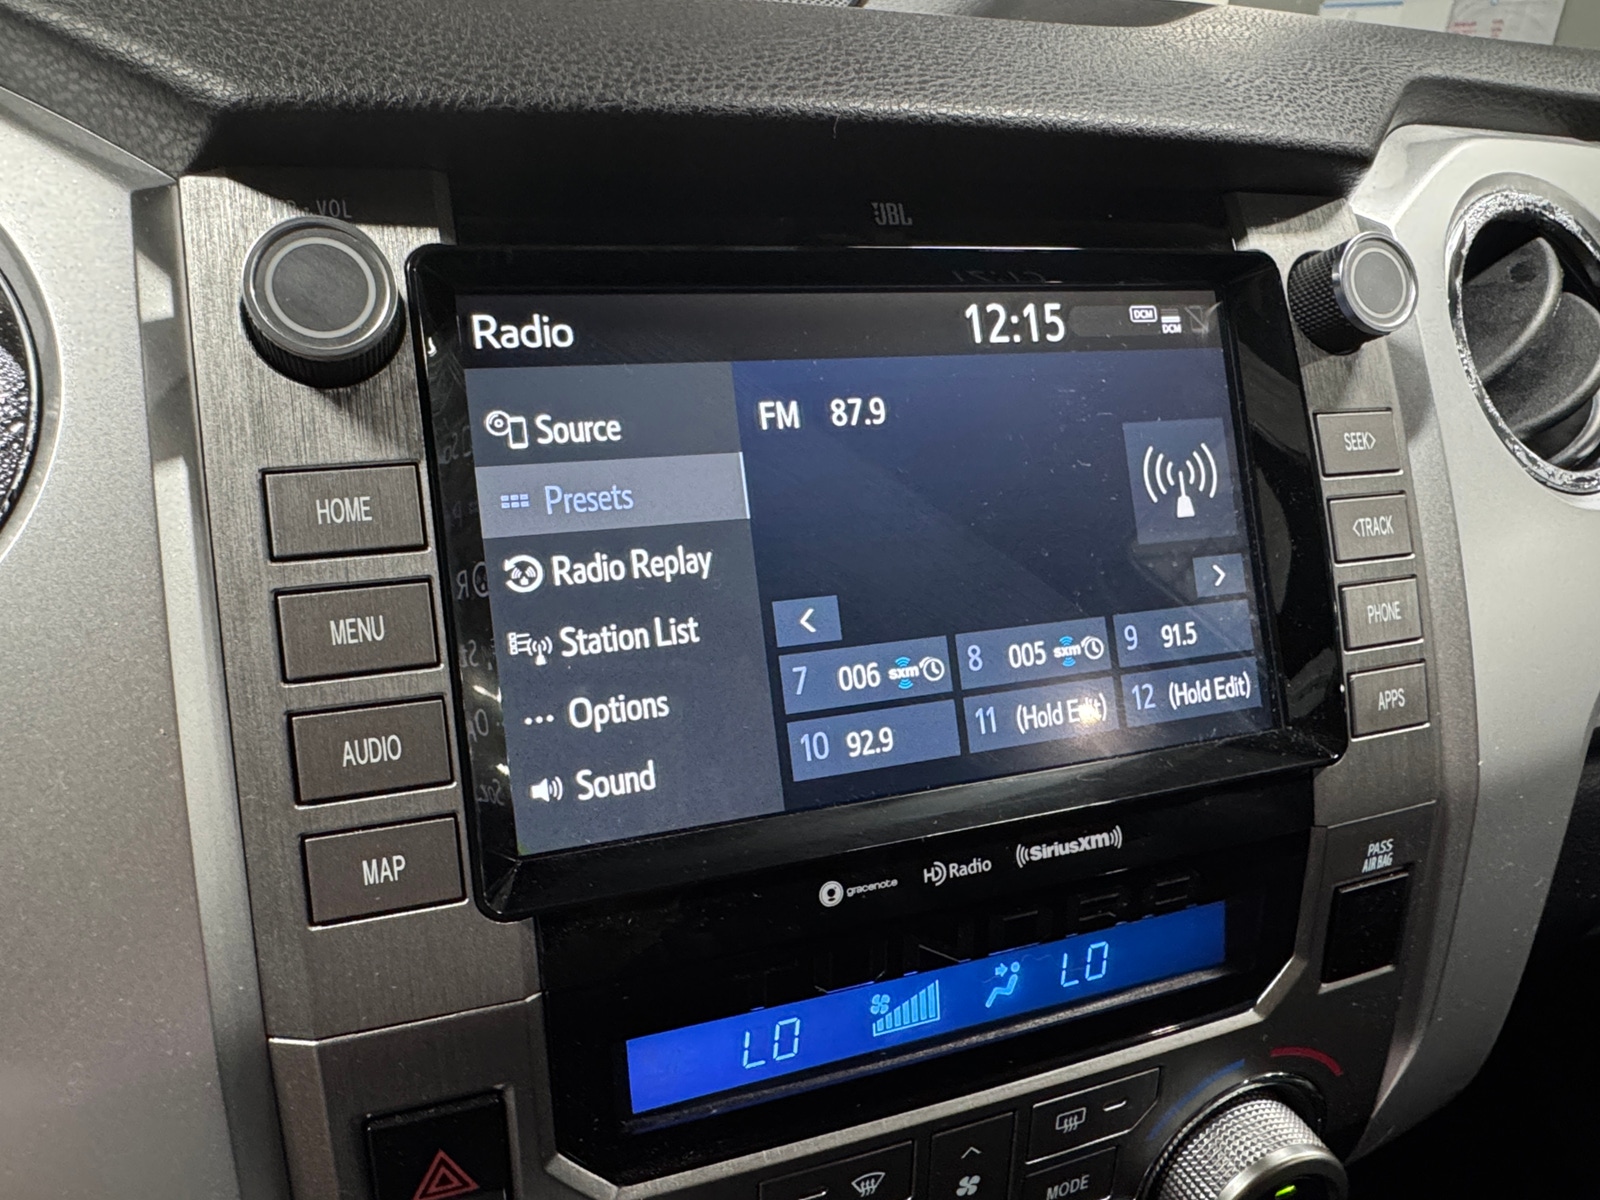 VOL
JBL
Radio
12:15
DCM
DCM
Source
Presets
Radio Replay
Station List
Options
Sound
FM 87.9
<
>
7 006 sxm
8 005 sxm
9 91.5
10 92.9
11 (Hold Edit)
12 (Hold Edit)
HOME
MENU
AUDIO
MAP
SEEK>
<TRACK
PHONE
APPS
gracenote
HD Radio
((SiriusXM))
PASS
AIR BAG
TUNDRA
LO
LO
MODE